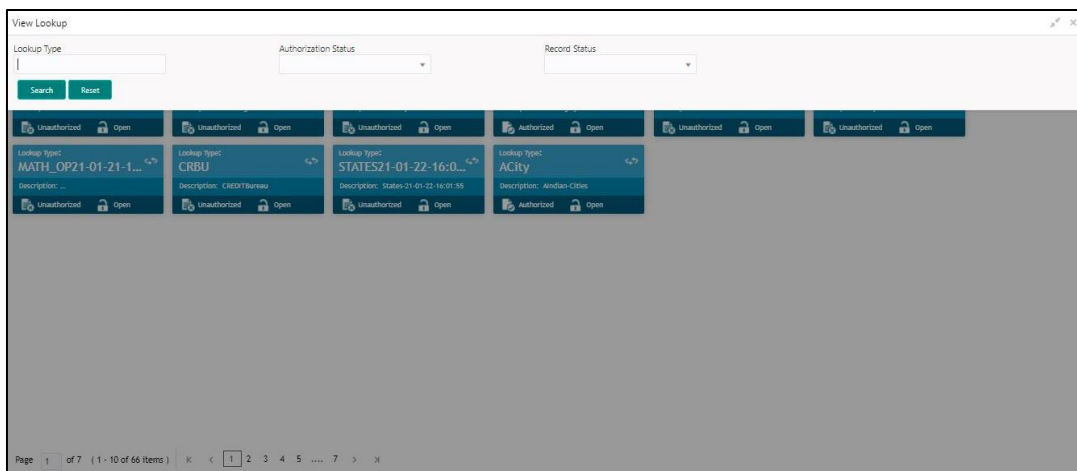 View Lookup
Lookup Type Authorization Status Record Status
Search Reset
Unauthorized Open Unauthorized Open Unauthorized Open Authorized Open Unauthorized Open Unauthorized Open
Lookup Type: Lookup Type: Lookup Type: Lookup Type:
MATH_OP21-01-21-1... CRBU STATES21-01-22-16:0... ACity
Description: ... Description: CREDITBureau Description: States-21-01-22-16:01:55 Description: Aindian-Cities
Unauthorized Open Unauthorized Open Unauthorized Open Authorized Open
Page 1 of 7 ( 1 - 10 of 66 items ) 1 2 3 4 5 .... 7